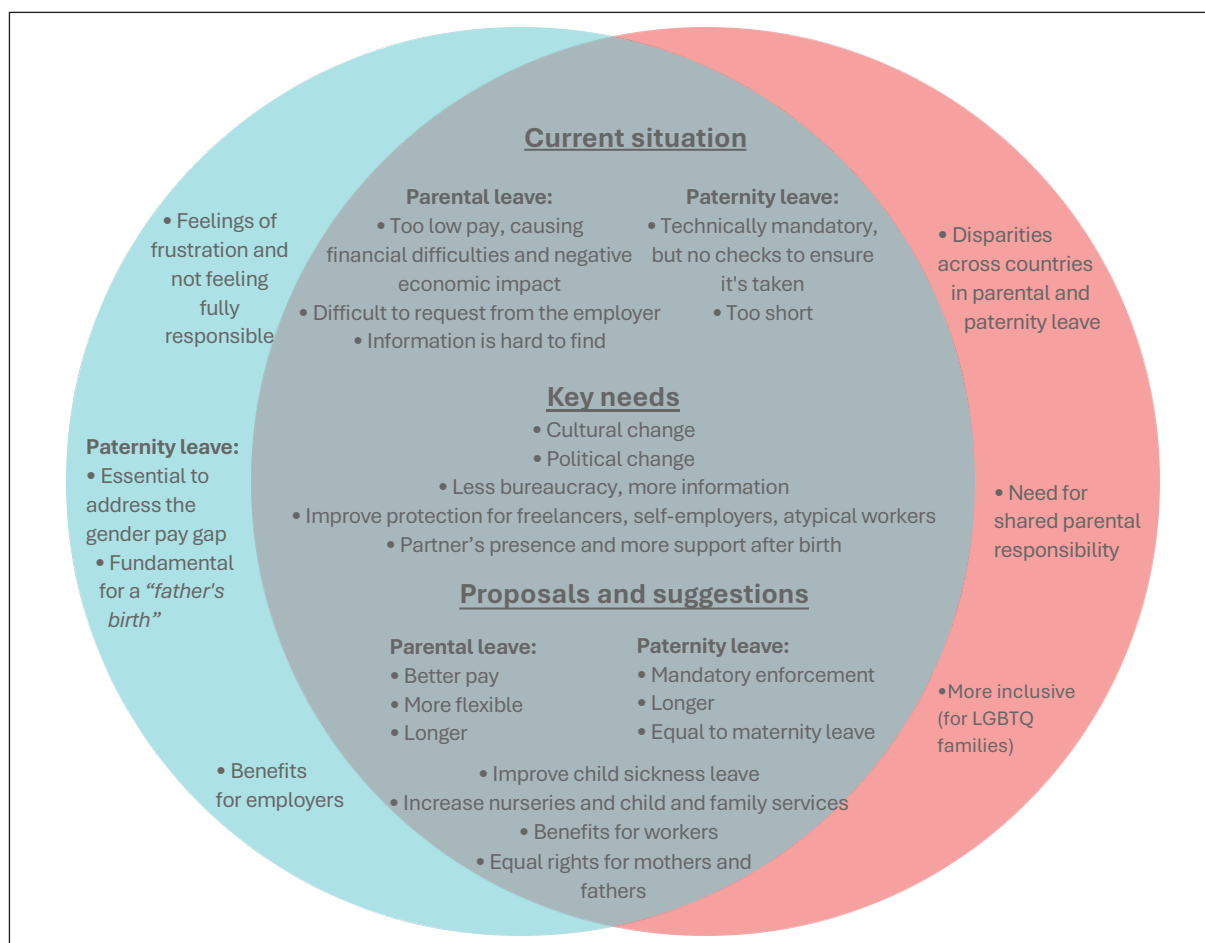 Current situation
Parental leave:
• Too low pay, causing
financial difficulties and negative
economic impact
• Difficult to request from the employer
• Information is hard to find
Paternity leave:
• Technically mandatory,
but no checks to ensure
it's taken
• Too short
• Feelings of
frustration and
not feeling
fully
responsible
• Disparities
across countries
in parental and
paternity leave
Key needs
• Cultural change
• Political change
• Less bureaucracy, more information
• Improve protection for freelancers, self-employers, atypical workers
• Partner’s presence and more support after birth
Paternity leave:
• Essential to
address the
gender pay gap
• Fundamental
for a “father's
birth”
• Need for
shared parental
responsibility
Proposals and suggestions
Parental leave:
• Better pay
• More flexible
• Longer
Paternity leave:
• Mandatory enforcement
• Longer
• Equal to maternity leave
•More inclusive
(for LGBTQ
families)
• Benefits
for employers
• Improve child sickness leave
• Increase nurseries and child and family services
• Benefits for workers
• Equal rights for mothers and
fathers